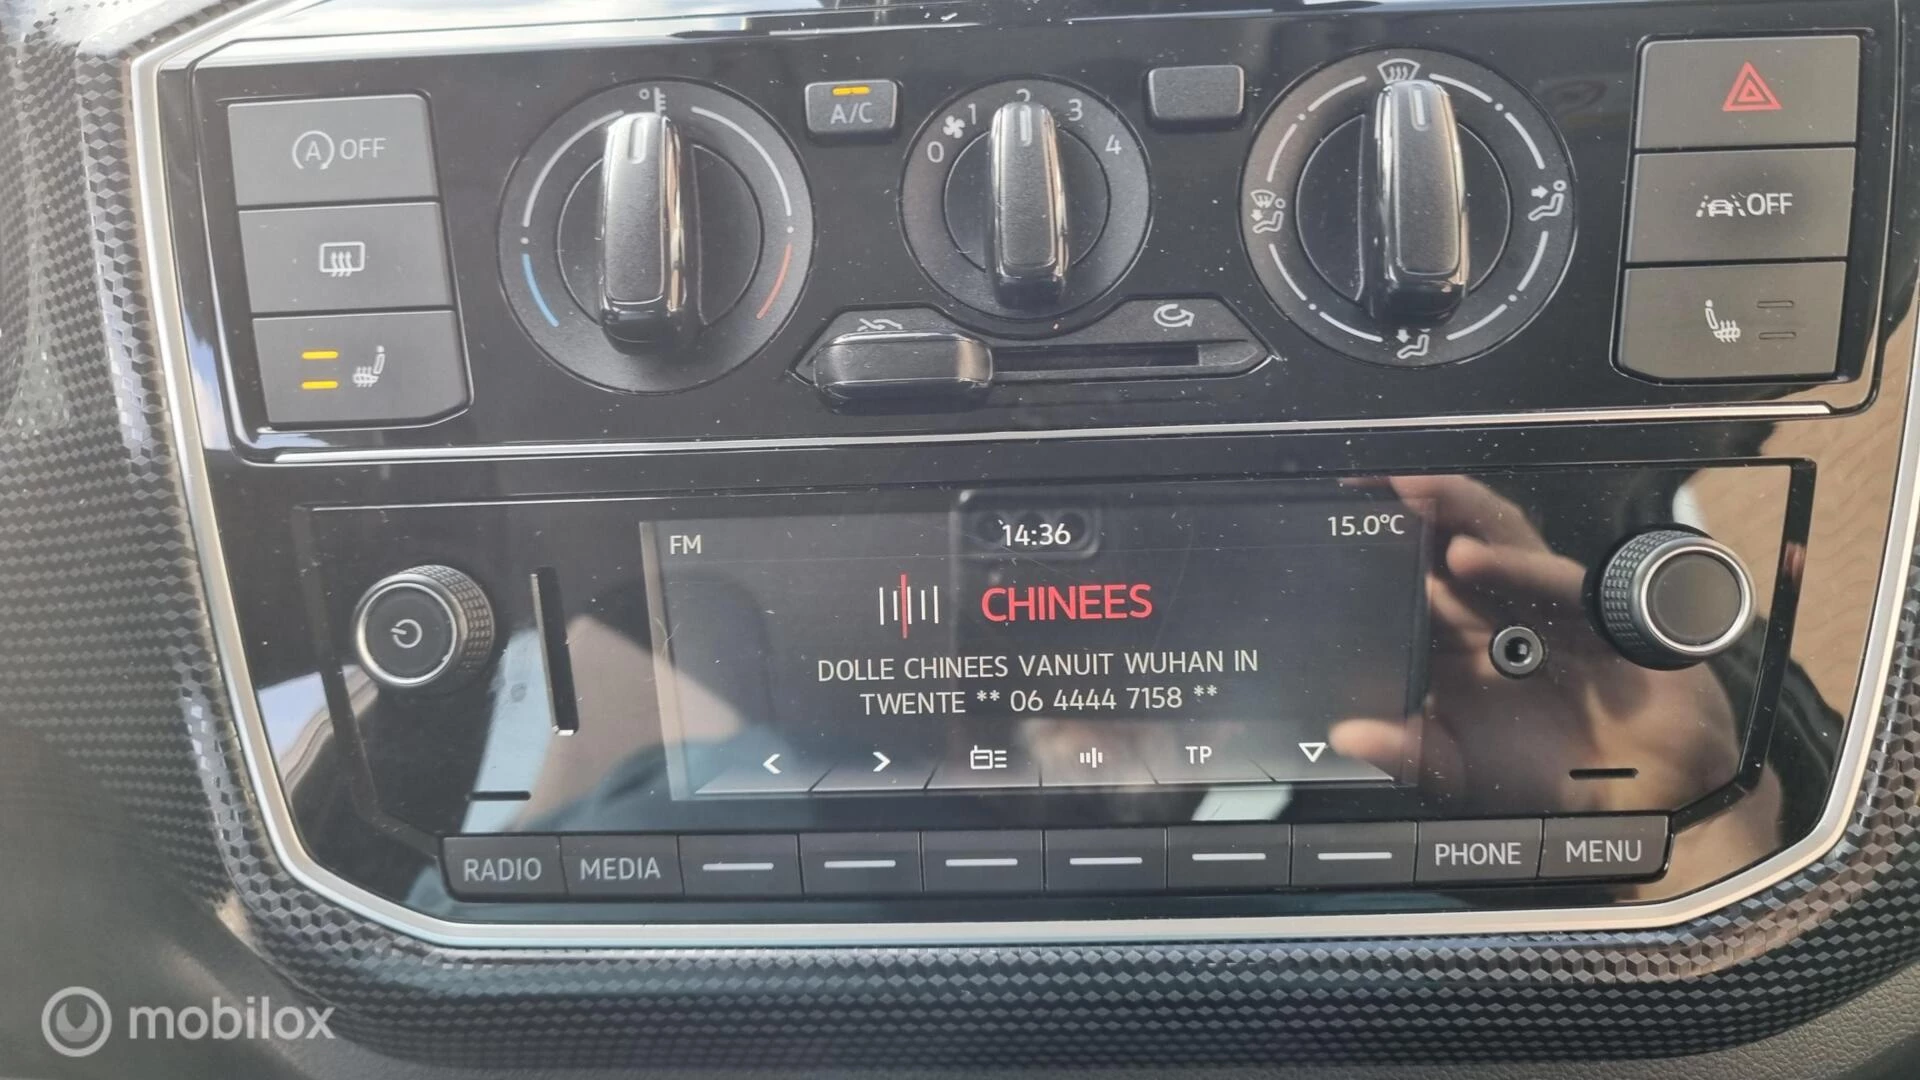 A OFF
A/C
0 1 2 3 4
OFF
FM 14:36 15.0°C
CHINEES
DOLLE CHINEES VANUIT WUHAN IN
TWENTE ** 06 4444 7158 **
TP
RADIO MEDIA PHONE MENU
mobilox